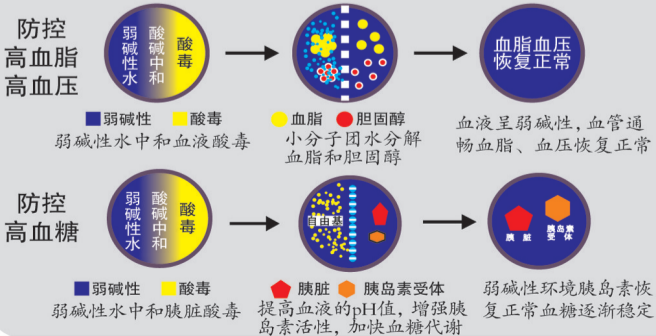 防控
高血脂
高血压
弱碱性水
酸碱中和
酸毒
弱碱性 酸毒
弱碱性水中和血液酸毒
血脂 胆固醇
小分子团水分解
血脂和胆固醇
血脂血压
恢复正常
血液呈弱碱性，血管通
畅血脂、血压恢复正常
防控
高血糖
弱碱性水
酸碱中和
酸毒
弱碱性 酸毒
弱碱性水中和胰脏酸毒
自由基
胰脏 胰岛素受体
提高血液的pH值，增强胰
岛素活性，加快血糖代谢
胰脏
胰岛素
受体
弱碱性环境胰岛素恢
复正常血糖逐渐稳定